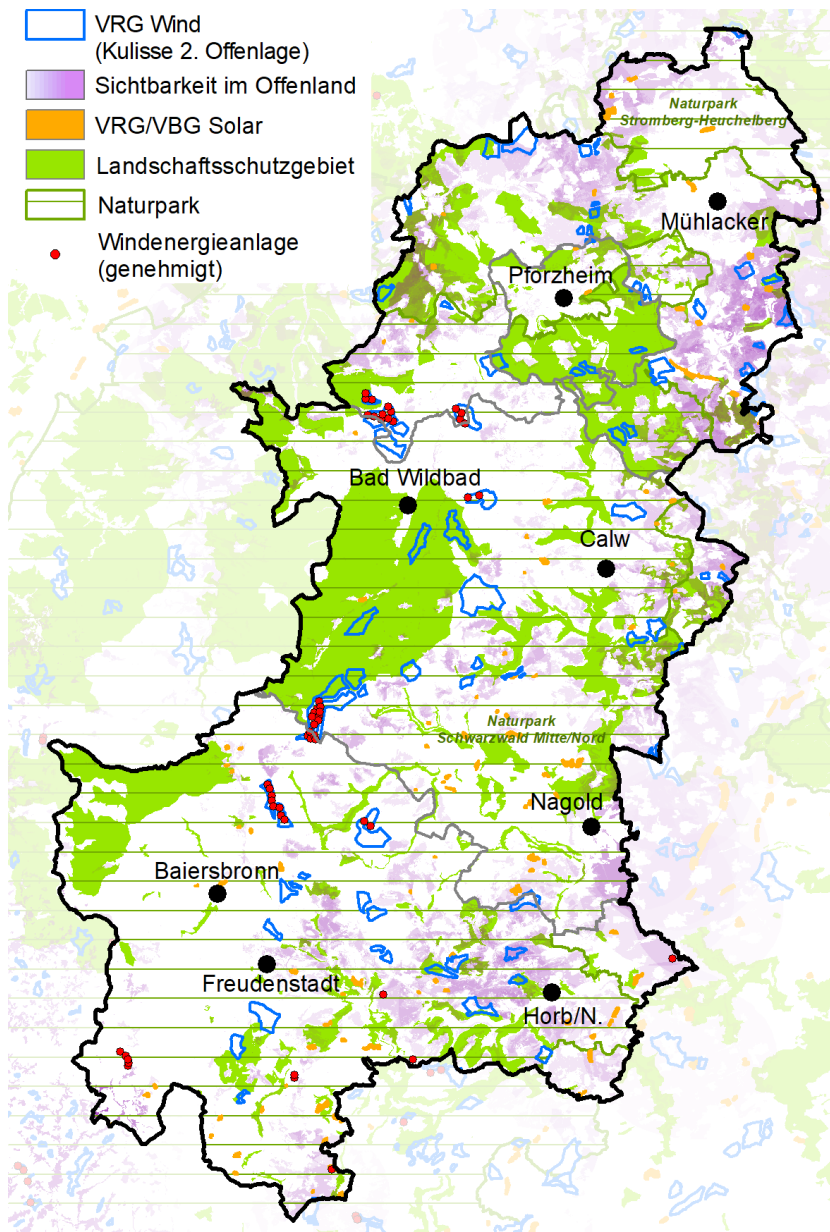 VRG Wind
(Kulisse 2. Offenlage)
Sichtbarkeit im Offenland
VRG/VBG Solar
Landschaftsschutzgebiet
Naturpark
Windenergieanlage
(genehmigt)
Naturpark
Stromberg-Heuchelberg
Mühlacker
Pforzheim
Bad Wildbad
Calw
Naturpark
Schwarzwald Mitte/Nord
Nagold
Baiersbronn
Freudenstadt
Horb/N.